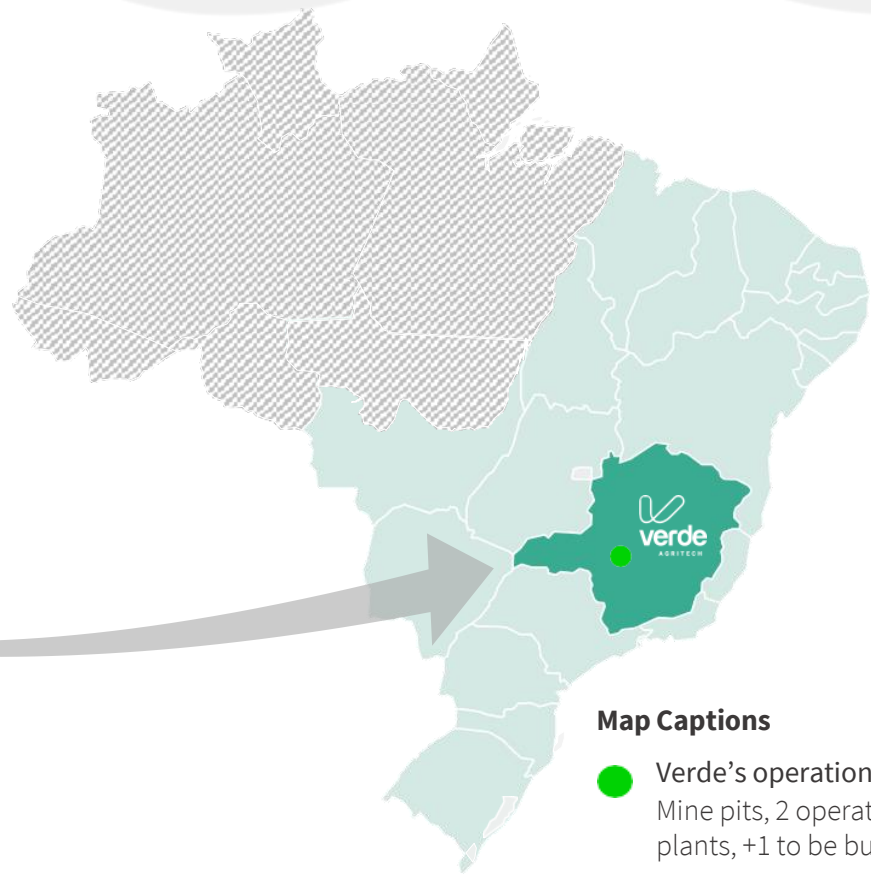 verde
AGRITECH
Map Captions
Verde’s operation
Mine pits, 2 operat
plants, +1 to be bu